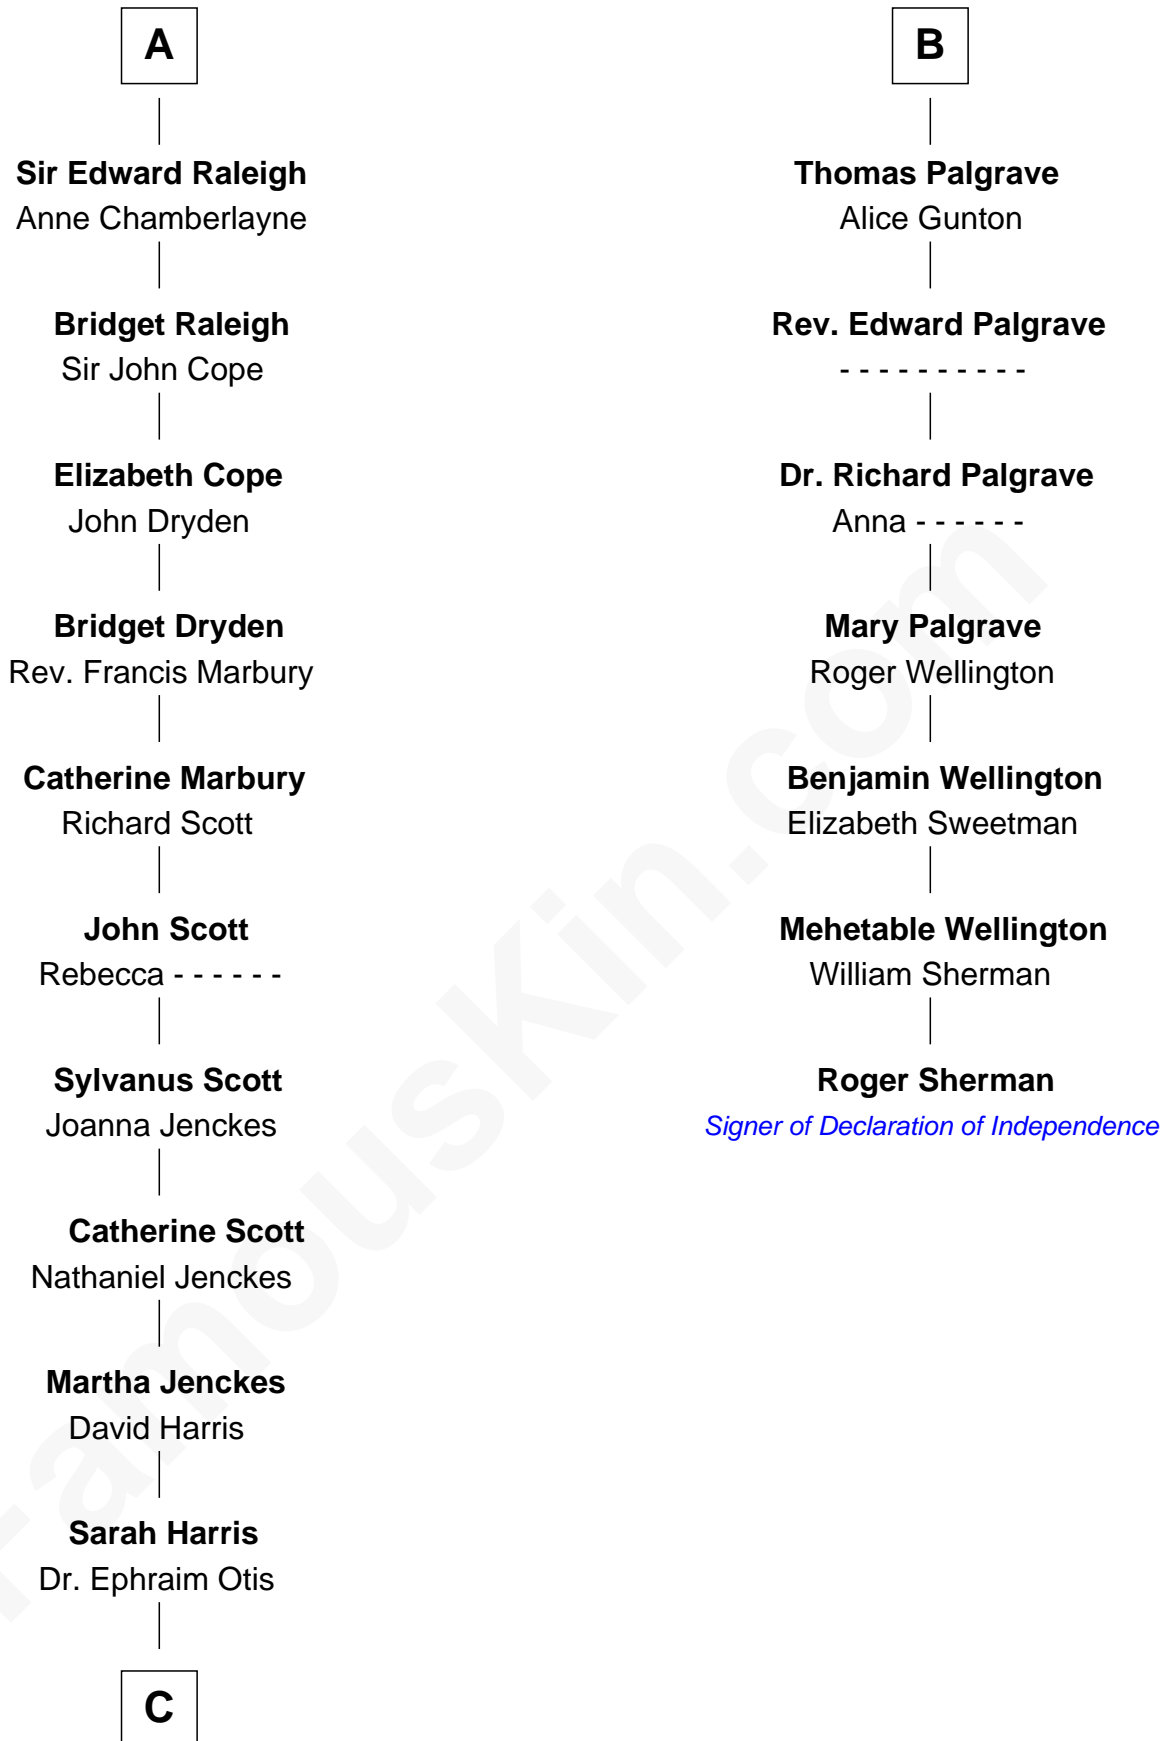 A
Sir Edward Raleigh
Anne Chamberlayne
Bridget Raleigh
Sir John Cope
Elizabeth Cope
John Dryden
Bridget Dryden
Rev. Francis Marbury
Catherine Marbury
Richard Scott
John Scott
Rebecca - - - - - -
Sylvanus Scott
Joanna Jenckes
Catherine Scott
Nathaniel Jenckes
Martha Jenckes
David Harris
Sarah Harris
Dr. Ephraim Otis
C
B
Thomas Palgrave
Alice Gunton
Rev. Edward Palgrave
- - - - - - - - - -
Dr. Richard Palgrave
Anna - - - - - -
Mary Palgrave
Roger Wellington
Benjamin Wellington
Elizabeth Sweetman
Mehetable Wellington
William Sherman
Roger Sherman
Signer of Declaration of Independence
FamousKin.com